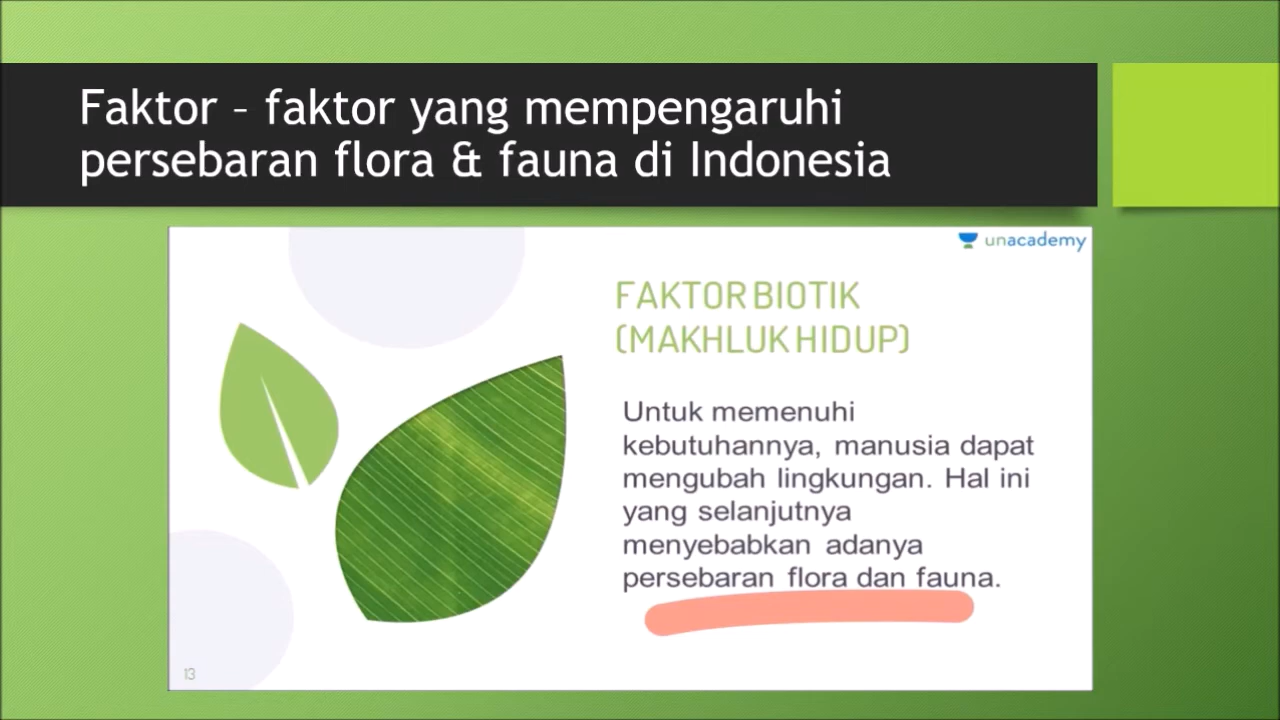 Faktor – faktor yang mempengaruhi
persebaran flora & fauna di Indonesia
unacademy
FAKTOR BIOTIK
(MAKHLUK HIDUP)
Untuk memenuhi
kebutuhannya, manusia dapat
mengubah lingkungan. Hal ini
yang selanjutnya
menyebabkan adanya
persebaran flora dan fauna.
13